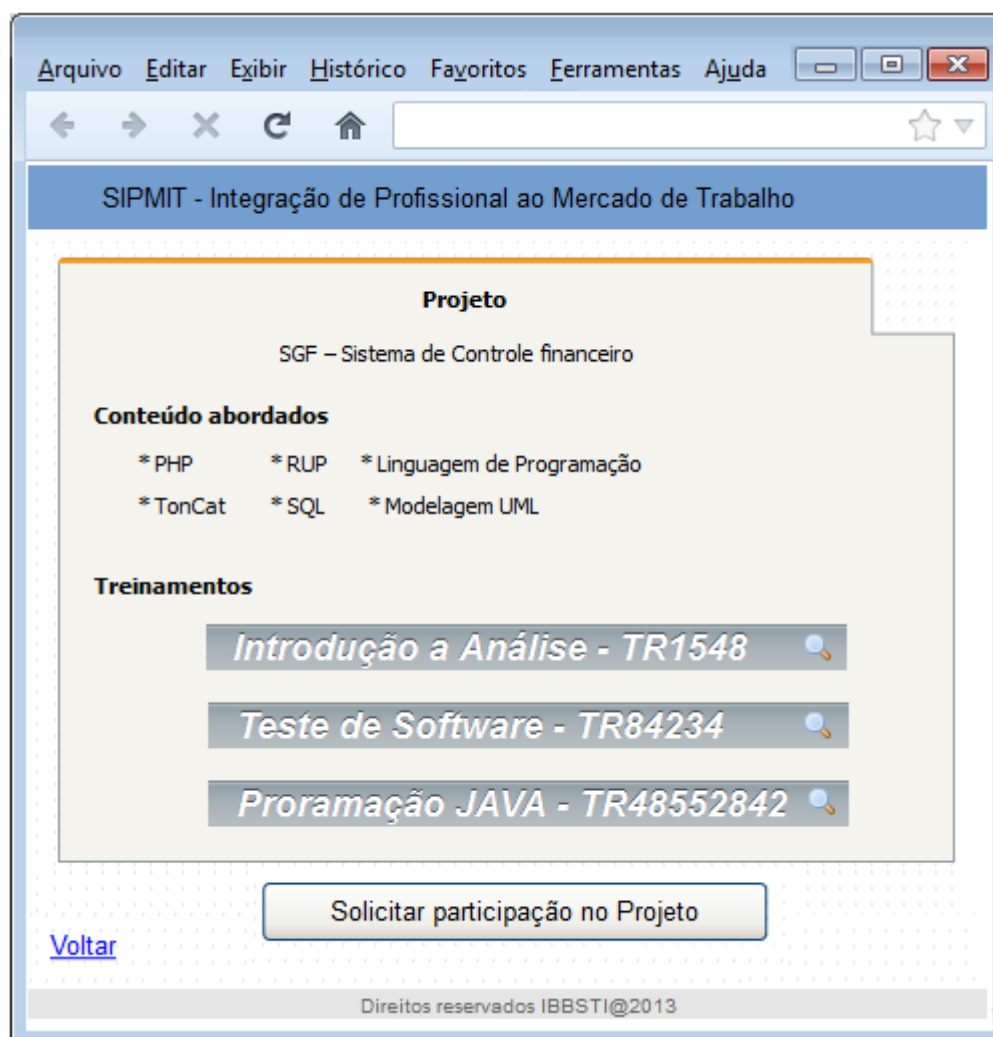 Arquivo Editar Exibir Histórico Favoritos Ferramentas Ajuda
SIPMIT - Integração de Profissional ao Mercado de Trabalho
Projeto
SGF – Sistema de Controle financeiro
Conteúdo abordados
* PHP * RUP * Linguagem de Programação
* TonCat * SQL * Modelagem UML
Treinamentos
Introdução a Análise - TR1548
Teste de Software - TR84234
Proramação JAVA - TR48552842
Solicitar participação no Projeto
Voltar
Direitos reservados IBBSTI@2013